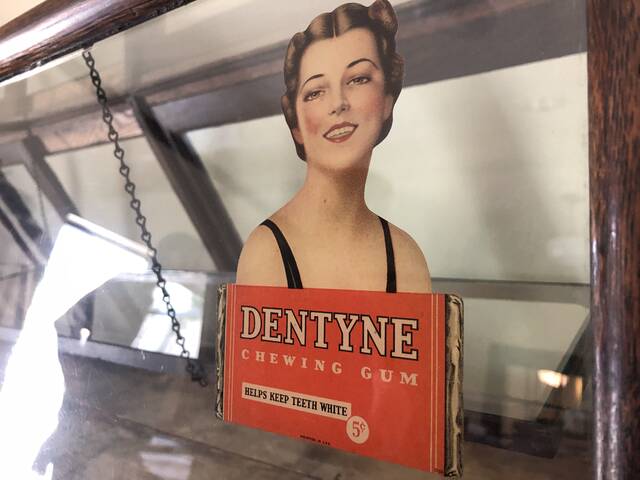 DENTYNE
CHEWING GUM
HELPS KEEP TEETH WHITE
5¢